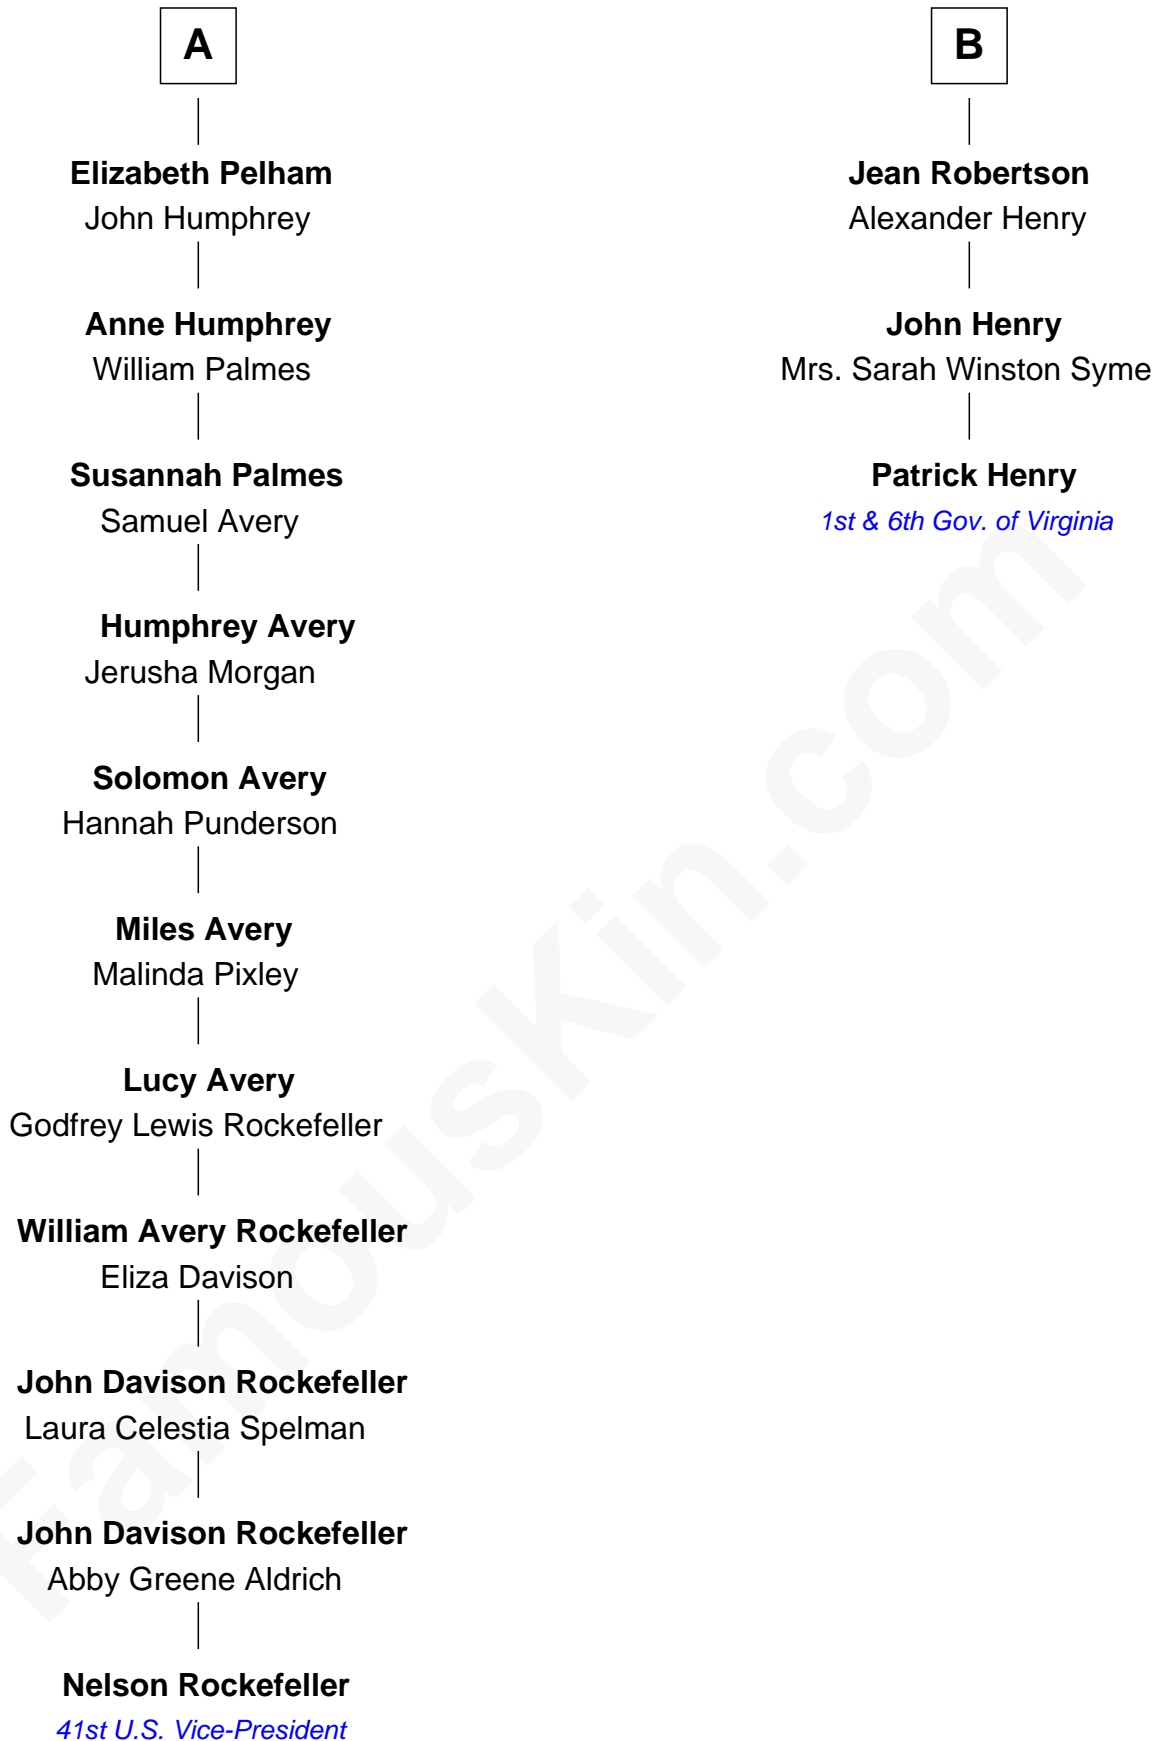 A
Elizabeth Pelham
John Humphrey
Anne Humphrey
William Palmes
Susannah Palmes
Samuel Avery
Humphrey Avery
Jerusha Morgan
Solomon Avery
Hannah Punderson
Miles Avery
Malinda Pixley
Lucy Avery
Godfrey Lewis Rockefeller
William Avery Rockefeller
Eliza Davison
John Davison Rockefeller
Laura Celestia Spelman
John Davison Rockefeller
Abby Greene Aldrich
Nelson Rockefeller
41st U.S. Vice-President
B
Jean Robertson
Alexander Henry
John Henry
Mrs. Sarah Winston Syme
Patrick Henry
1st & 6th Gov. of Virginia
FamousKin.com